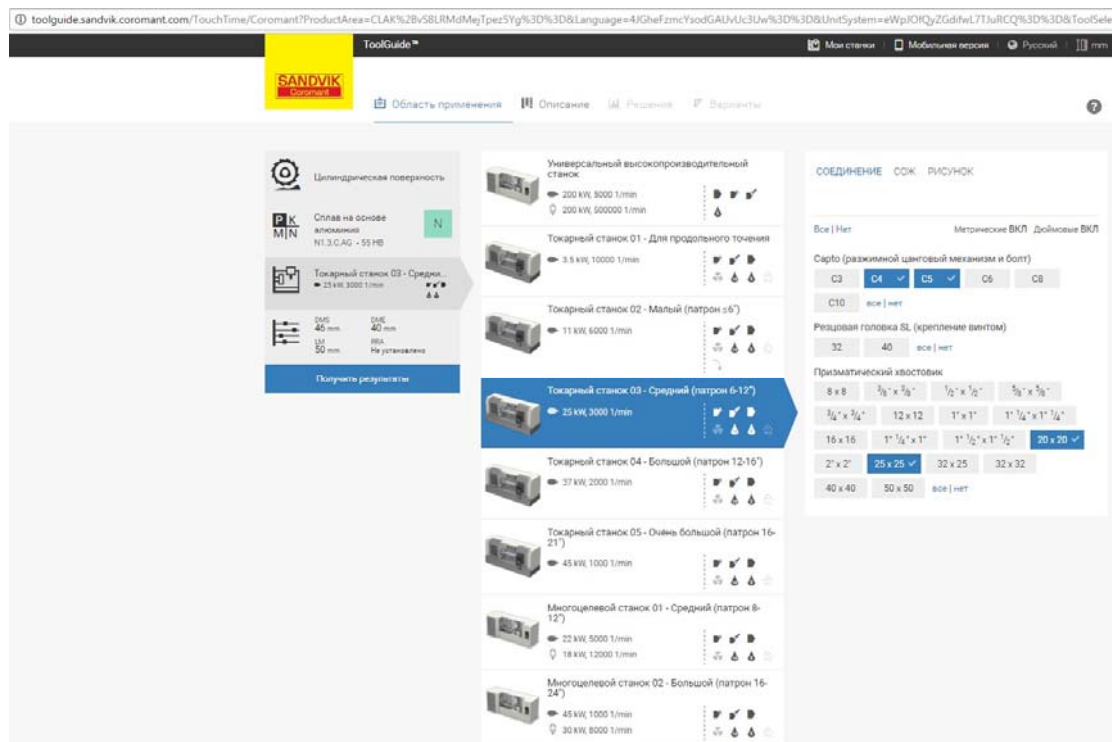 toolguide.sandvik.coromant.com/TouchTime/Coromant?ProductArea=CLAK%2BvS8LRMdMejTpez5Yg%3D%3D&Language=4JGheFzmcYsodGAUvUc3Uw%3D%3D&UnitSystem=eWpJOfQyZGdifwL7TJuRCQ%3D%3D&ToolSele
ToolGuide™
Мои станки
Мобильная версия
Русский
mm
SANDVIK
Coromant
Область применения
Описание
Решения
Варианты
Цилиндрическая поверхность
P K
M N
Сплав на основе
алюминия
N1.3.C.AG - 55 HB
N
Токарный станок 03 - Средни...
25 kW, 3000 1/min
DMS
46 mm
DME
40 mm
LM
50 mm
RRA
Не установлено
Получить результаты
Универсальный высокопроизводительный
станок
200 kW, 5000 1/min
200 kW, 500000 1/min
Токарный станок 01 - Для продольного точения
3.5 kW, 10000 1/min
Токарный станок 02 - Малый (патрон ≤6")
11 kW, 6000 1/min
Токарный станок 03 - Средний (патрон 6-12")
25 kW, 3000 1/min
Токарный станок 04 - Большой (патрон 12-16")
37 kW, 2000 1/min
Токарный станок 05 - Очень большой (патрон 16-
21")
45 kW, 1000 1/min
Многоцелевой станок 01 - Средний (патрон 8-
12")
22 kW, 5000 1/min
18 kW, 12000 1/min
Многоцелевой станок 02 - Большой (патрон 16-
24")
45 kW, 1000 1/min
30 kW, 8000 1/min
СОЕДИНЕНИЕ СОЖ РИСУНОК
Все | Нет Метрические ВКЛ Дюймовые ВКЛ
Capto (разжимной цанговый механизм и болт)
C3 C4 C5 C6 C8
C10 все | нет
Резцовая головка SL (крепление винтом)
32 40 все | нет
Призматический хвостовик
8 x 8 3/8" x 3/8" 1/2" x 1/2" 5/8" x 5/8"
3/4" x 3/4" 12 x 12 1" x 1" 1" 1/4" x 1" 1/4"
16 x 16 1" 1/4" x 1" 1" 1/2" x 1" 1/2" 20 x 20
2" x 2" 25 x 25 32 x 25 32 x 32
40 x 40 50 x 50 все | нет